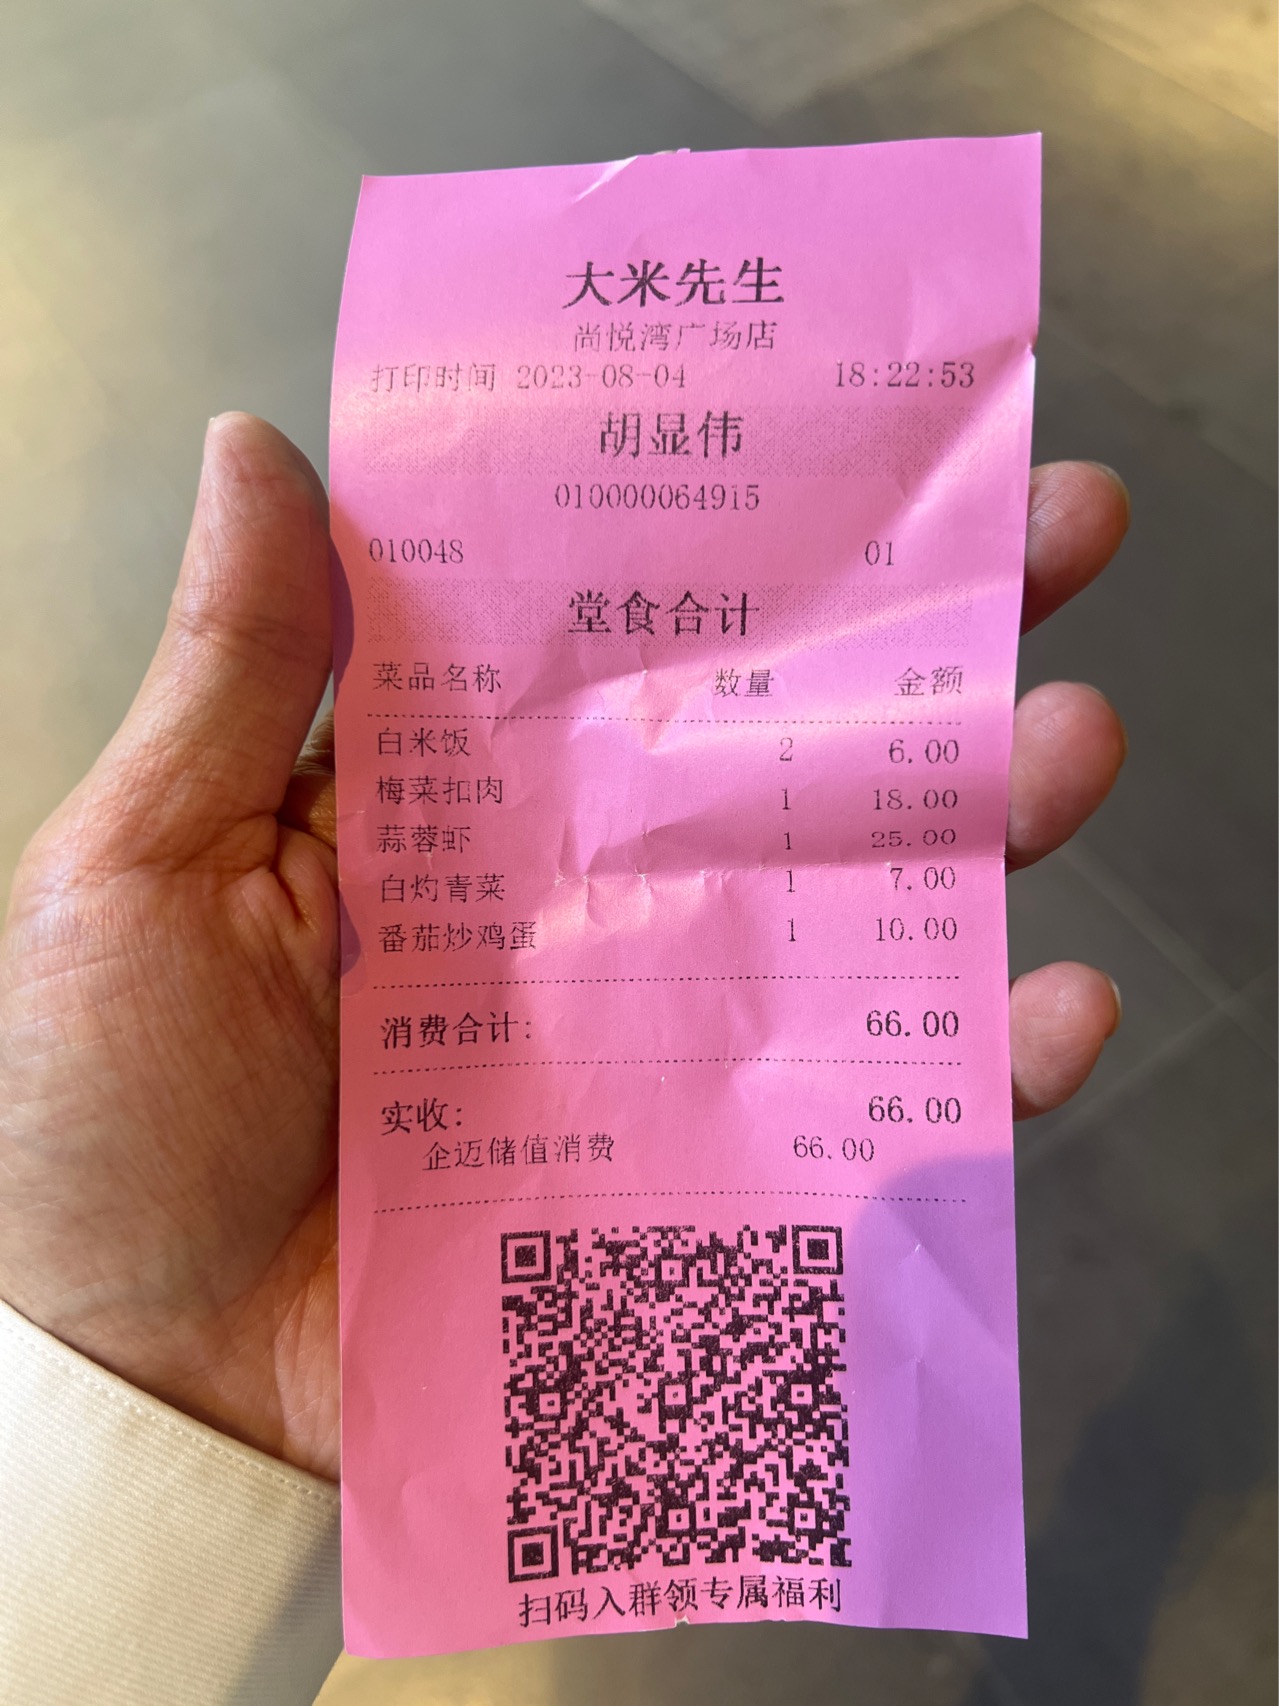 大米先生
尚悦湾广场店
打印时间 2023-08-04 18:22:53
胡显伟
010000064915
010048 01
堂食合计
菜品名称 数量 金额
白米饭 2 6.00
梅菜扣肉 1 18.00
蒜蓉虾 1 25.00
白灼青菜 1 7.00
番茄炒鸡蛋 1 10.00
消费合计: 66.00
实收: 66.00
企迈储值消费 66.00
扫码入群领专属福利